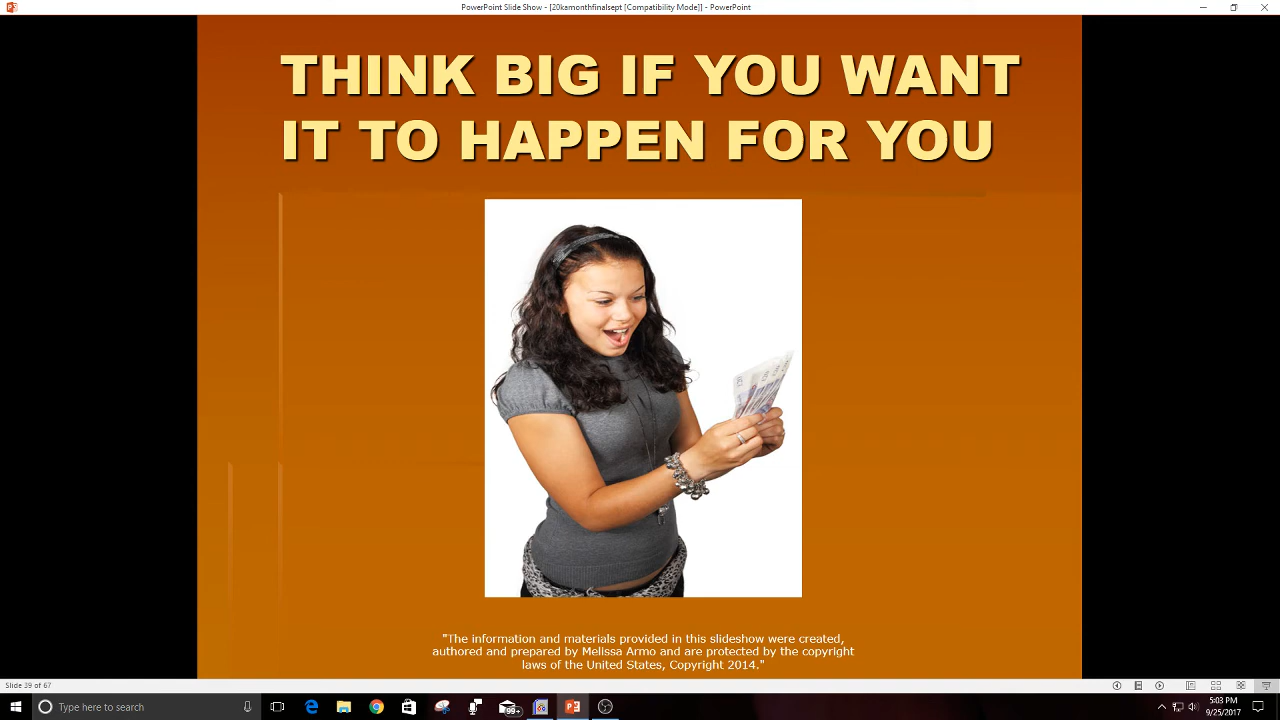 PowerPoint Slide Show - [20kamonthfinalsept [Compatibility Mode]] - PowerPoint
THINK BIG IF YOU WANT
IT TO HAPPEN FOR YOU
"The information and materials provided in this slideshow were created,
authored and prepared by Melissa Armo and are protected by the copyright
laws of the United States, Copyright 2014."
Slide 39 of 67
Type here to search
99+
5:03 PM
9/25/2017